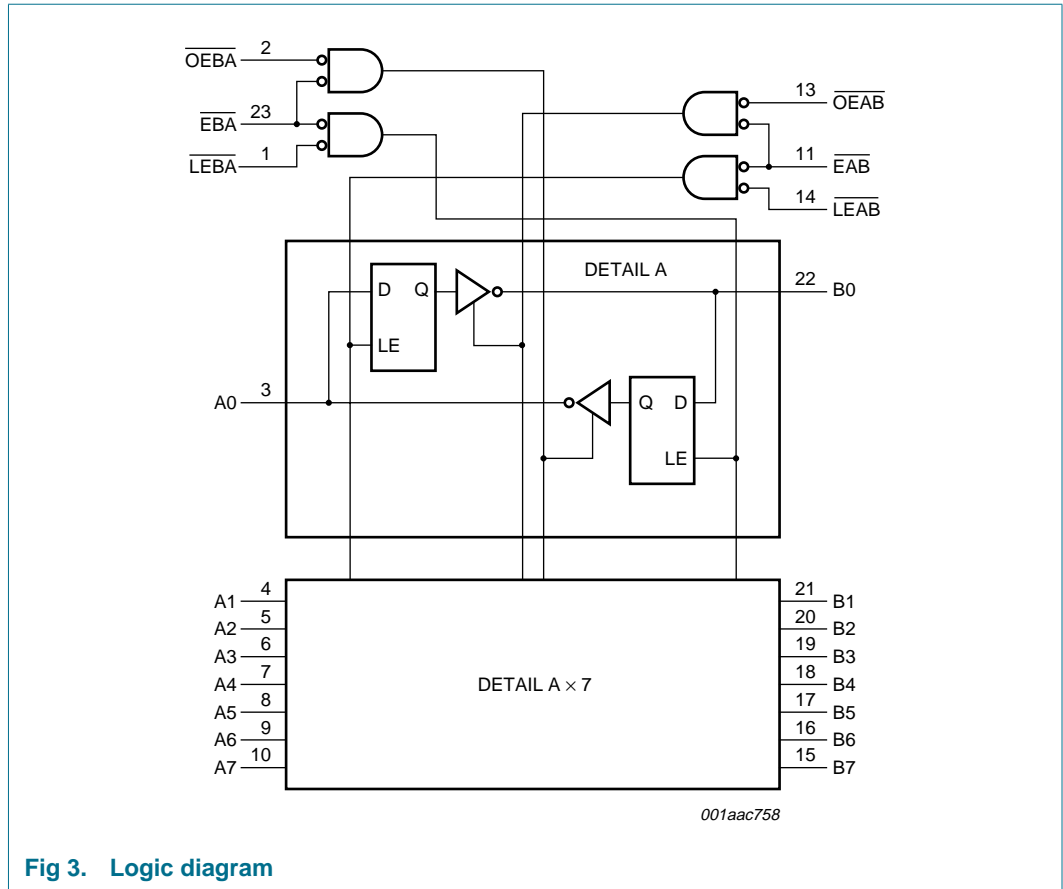 OEBA 2
EBA 23
LEBA 1
13 OEAB
11 EAB
14 LEAB
DETAIL A
D Q
LE
22 B0
A0 3
Q D
LE
A1 4
A2 5
A3 6
A4 7
A5 8
A6 9
A7 10
DETAIL A × 7
21 B1
20 B2
19 B3
18 B4
17 B5
16 B6
15 B7
001aac758
Fig 3. Logic diagram